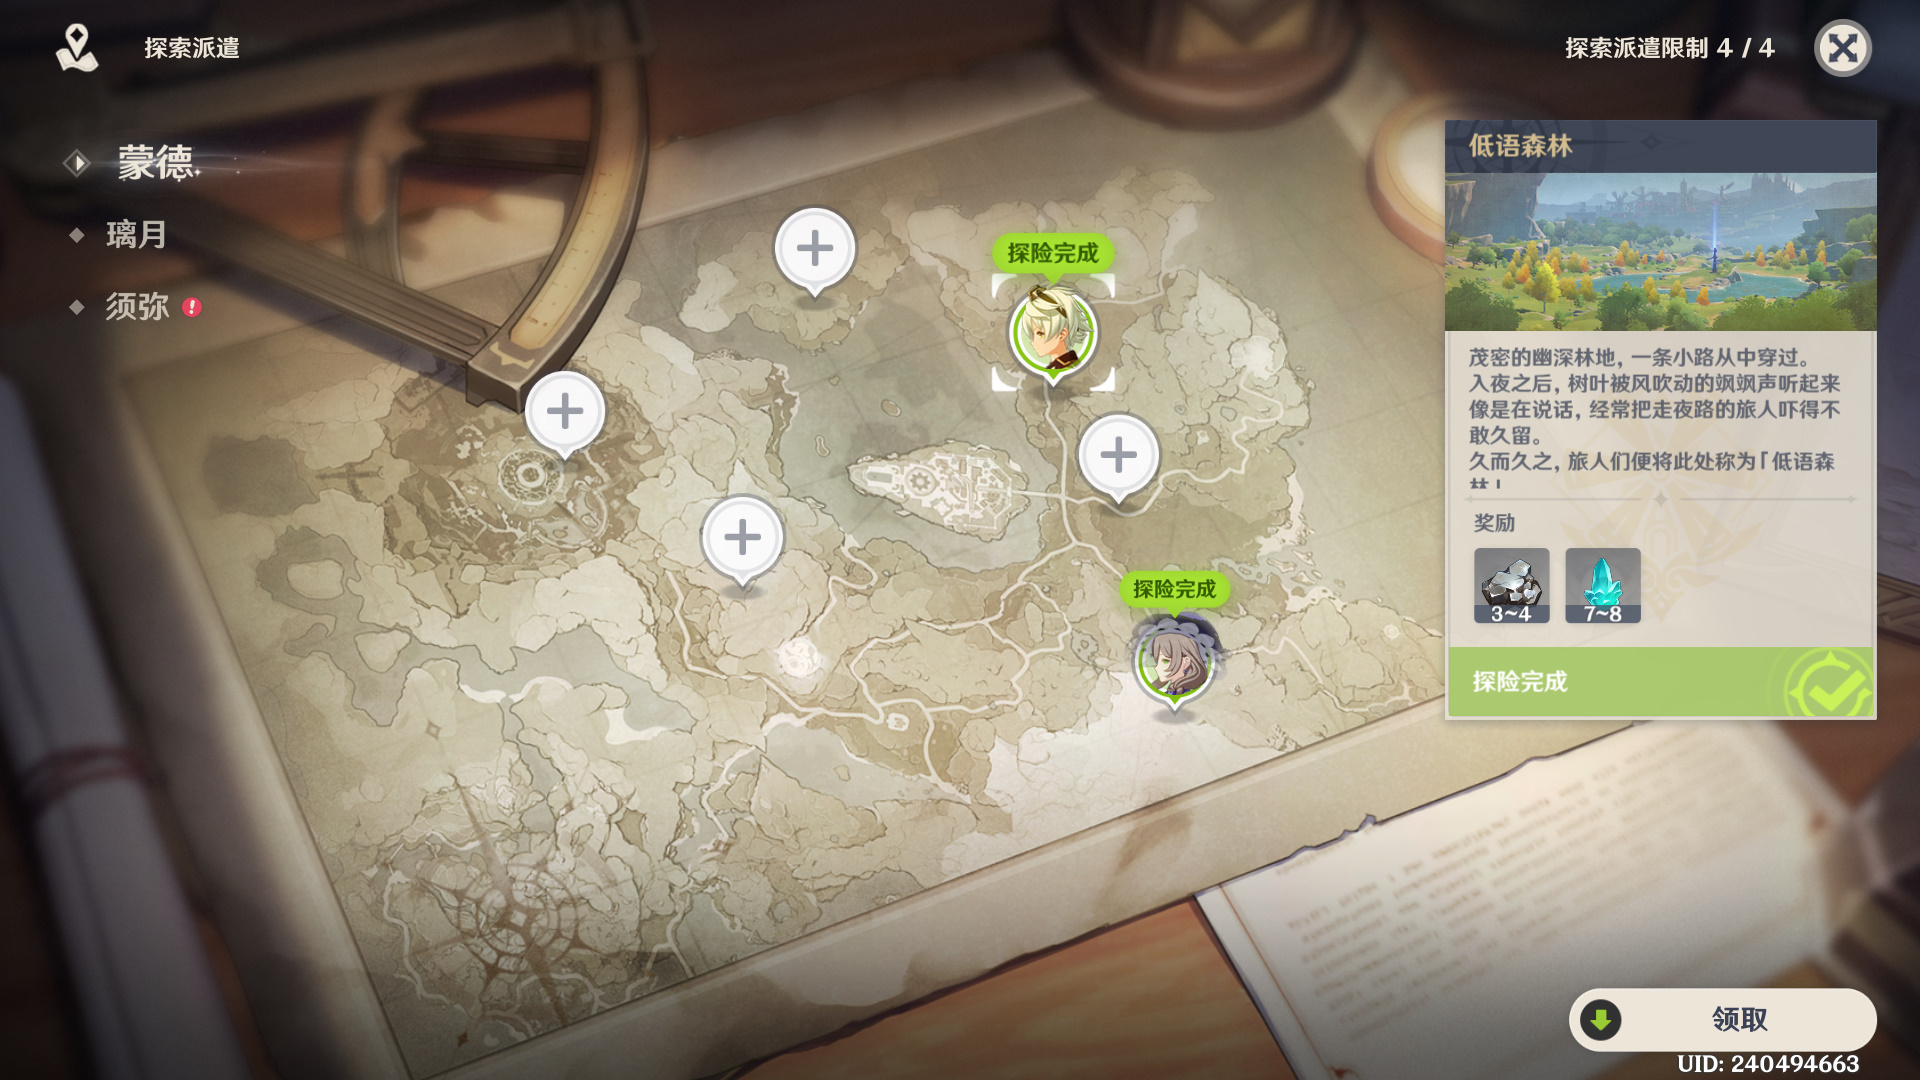 探索派遣
探索派遣限制 4 / 4
蒙德
璃月
须弥
探险完成
探险完成
低语森林
茂密的幽深林地，一条小路从中穿过。
入夜之后，树叶被风吹动的飒飒声听起来
像是在说话，经常把走夜路的旅人吓得不
敢久留。
久而久之，旅人们便将此处称为「低语森
林」
奖励
3~4
7~8
探险完成
领取
UID: 240494663